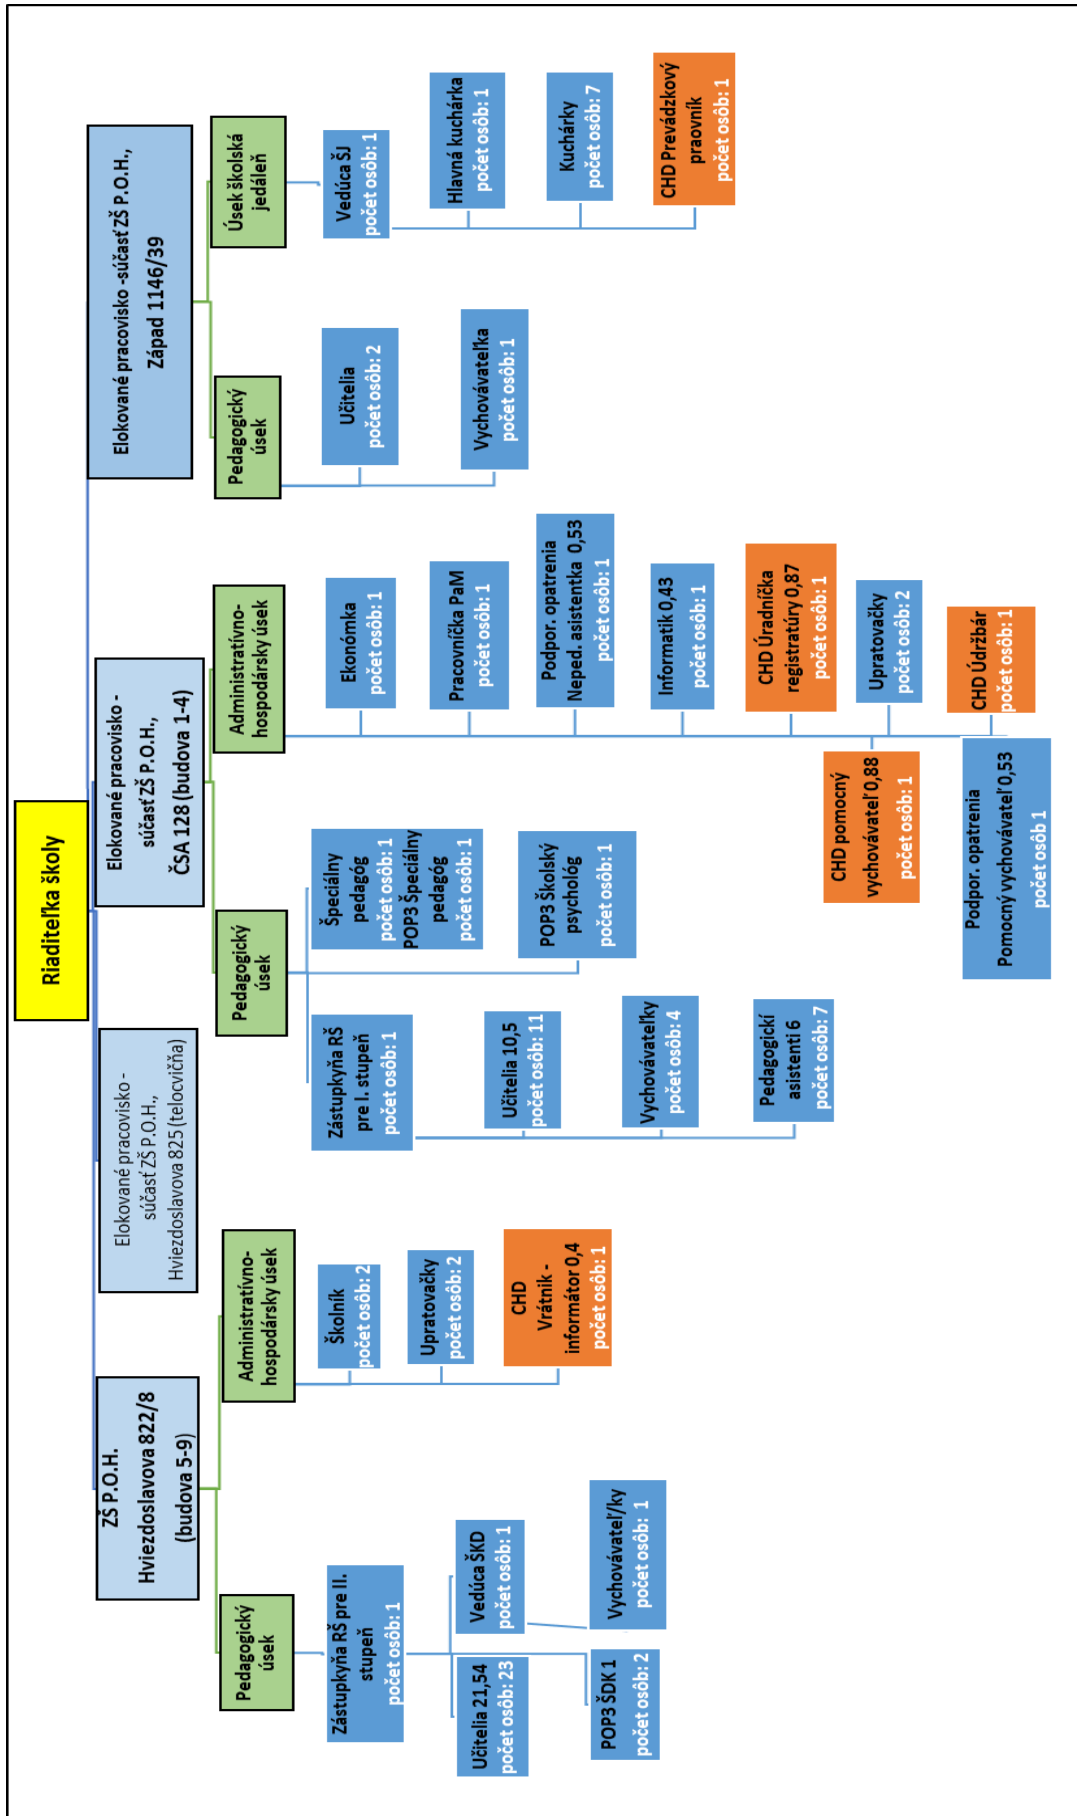 Riaditeľka školy
ZŠ P.O.H.
Hviezdoslavova 822/8
(budova 5-9)
Elokované pracovisko -
súčasť ZŠ P.O.H.,
Hviezdoslavova 825 (telocvičňa)
Elokované pracovisko -
súčasť ZŠ P.O.H.,
ČSA 128 (budova 1-4)
Elokované pracovisko -súčasť ZŠ P.O.H.,
Západ 1146/39
Pedagogický
úsek
Administratívno-
hospodársky úsek
Pedagogický
úsek
Administratívno-
hospodársky úsek
Pedagogický
úsek
Úsek školská
jedáleň
Zástupkyňa RŠ pre II.
stupeň
počet osôb: 1
Učitelia 21,54
počet osôb: 23
Vedúca ŠKD
počet osôb: 1
POP3 ŠDK 1
počet osôb: 2
Vychovávateľ/ky
počet osôb: 1
Školník
počet osôb: 2
Upratovačky
počet osôb: 2
CHD
Vrátnik -
informátor 0,4
počet osôb: 1
Zástupkyňa RŠ
pre I. stupeň
počet osôb: 1
Učitelia 10,5
počet osôb: 11
Vychovávateľky
počet osôb: 4
Pedagogickí
asistenti 6
počet osôb: 7
Špeciálny
pedagóg
počet osôb: 1
POP3 Špeciálny
pedagóg
počet osôb: 1
POP3 Školský
psychológ
počet osôb: 1
Ekonómka
počet osôb: 1
Pracovníčka PaM
počet osôb: 1
Podpor. opatrenia
Neped. asistentka 0,53
počet osôb: 1
Informatik 0,43
počet osôb: 1
CHD Úradníčka
registratúry 0,87
počet osôb: 1
CHD pomocný
vychovávateľ 0,88
počet osôb: 1
Upratovačky
počet osôb: 2
Podpor. opatrenia
Pomocný vychovávateľ 0,53
počet osôb 1
CHD Údržbár
počet osôb: 1
Učitelia
počet osôb: 2
Vychovávateľka
počet osôb: 1
Vedúca ŠJ
počet osôb: 1
Hlavná kuchárka
počet osôb: 1
Kuchárky
počet osôb: 7
CHD Prevádzkový
praovník
počet osôb: 1